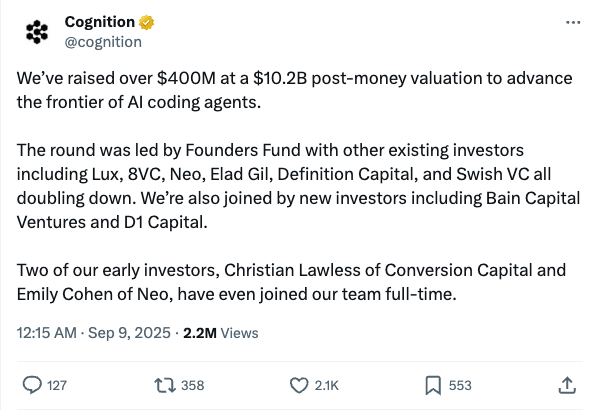 Cognition
@cognition
We’ve raised over $400M at a $10.2B post-money valuation to advance
the frontier of AI coding agents.
The round was led by Founders Fund with other existing investors
including Lux, 8VC, Neo, Elad Gil, Definition Capital, and Swish VC all
doubling down. We’re also joined by new investors including Bain Capital
Ventures and D1 Capital.
Two of our early investors, Christian Lawless of Conversion Capital and
Emily Cohen of Neo, have even joined our team full-time.
12:15 AM · Sep 9, 2025 · 2.2M Views
127 358 2.1K 553